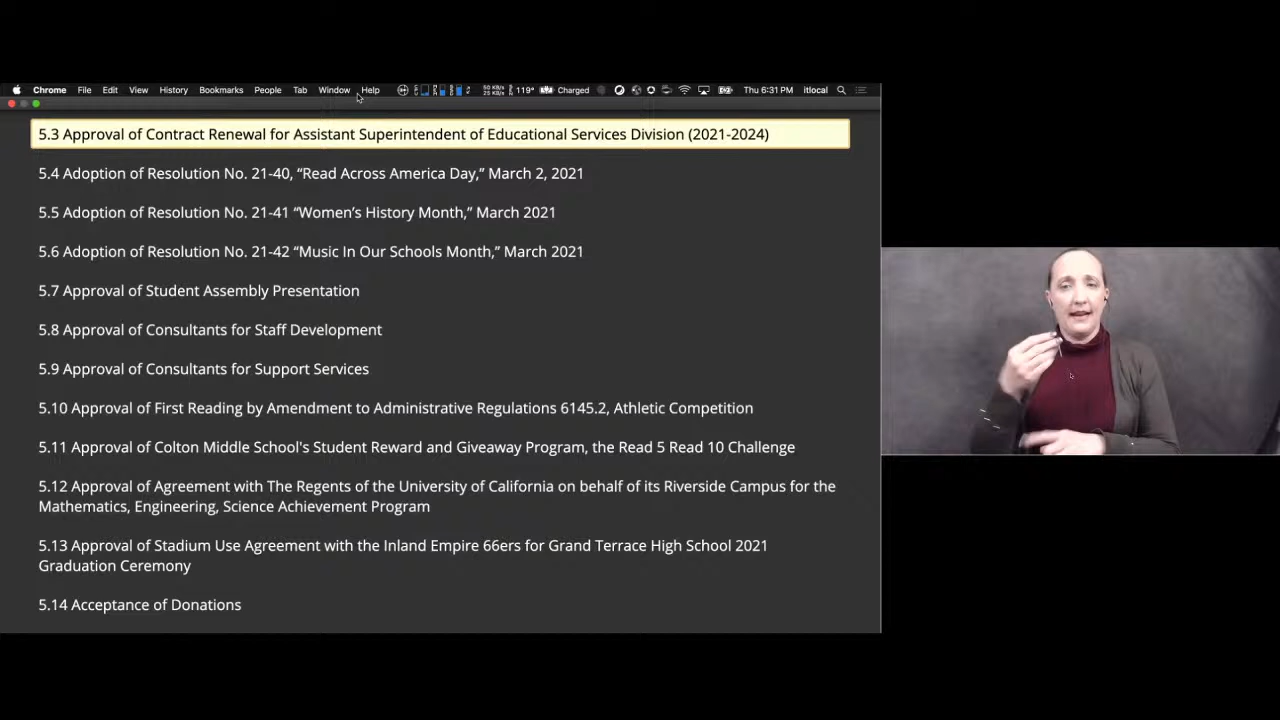 Chrome File Edit View History Bookmarks People Tab Window Help 119° Charged Thu 6:31 PM itlocal
5.3 Approval of Contract Renewal for Assistant Superintendent of Educational Services Division (2021-2024)
5.4 Adoption of Resolution No. 21-40, “Read Across America Day,” March 2, 2021
5.5 Adoption of Resolution No. 21-41 “Women’s History Month,” March 2021
5.6 Adoption of Resolution No. 21-42 “Music In Our Schools Month,” March 2021
5.7 Approval of Student Assembly Presentation
5.8 Approval of Consultants for Staff Development
5.9 Approval of Consultants for Support Services
5.10 Approval of First Reading by Amendment to Administrative Regulations 6145.2, Athletic Competition
5.11 Approval of Colton Middle School's Student Reward and Giveaway Program, the Read 5 Read 10 Challenge
5.12 Approval of Agreement with The Regents of the University of California on behalf of its Riverside Campus for the
Mathematics, Engineering, Science Achievement Program
5.13 Approval of Stadium Use Agreement with the Inland Empire 66ers for Grand Terrace High School 2021
Graduation Ceremony
5.14 Acceptance of Donations